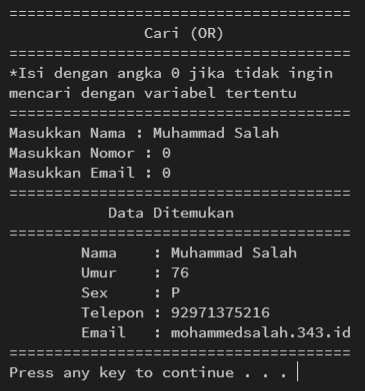 ======================================
Cari (OR)
======================================
*Isi dengan angka 0 jika tidak ingin
mencari dengan variabel tertentu
======================================
Masukkan Nama : Muhammad Salah
Masukkan Nomor : 0
Masukkan Email : 0
======================================
Data Ditemukan
======================================
Nama    : Muhammad Salah
Umur    : 76
Sex     : P
Telepon : 92971375216
Email   : mohammedsalah.343.id
======================================
Press any key to continue . . .